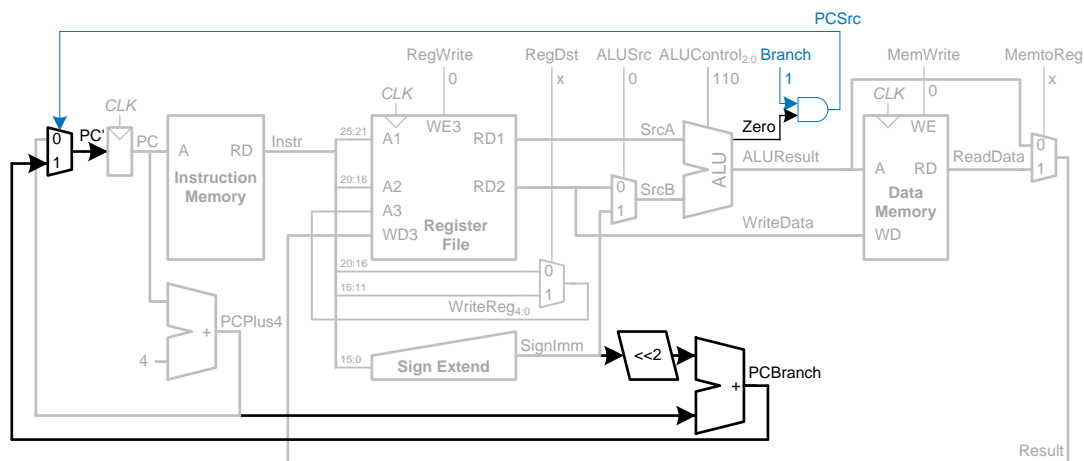 PCSrc
RegWrite RegDst ALUSrc ALUControl2:0 Branch MemWrite MemtoReg
0 x 0 110 1 0 x
CLK CLK CLK
0 PC' PC A RD Instr 25:21 A1 WE3 RD1 SrcA Zero WE 0
1 Instruction Memory 20:16 A2 RD2 0 SrcB ALU ALUResult A RD ReadData 1
A3 1 Data Memory
WD3 Register File WriteData WD
20:16 0
15:11 1
PCPlus4 WriteReg4:0
+
4 15:0 Sign Extend SignImm <<2
+ PCBranch
Result